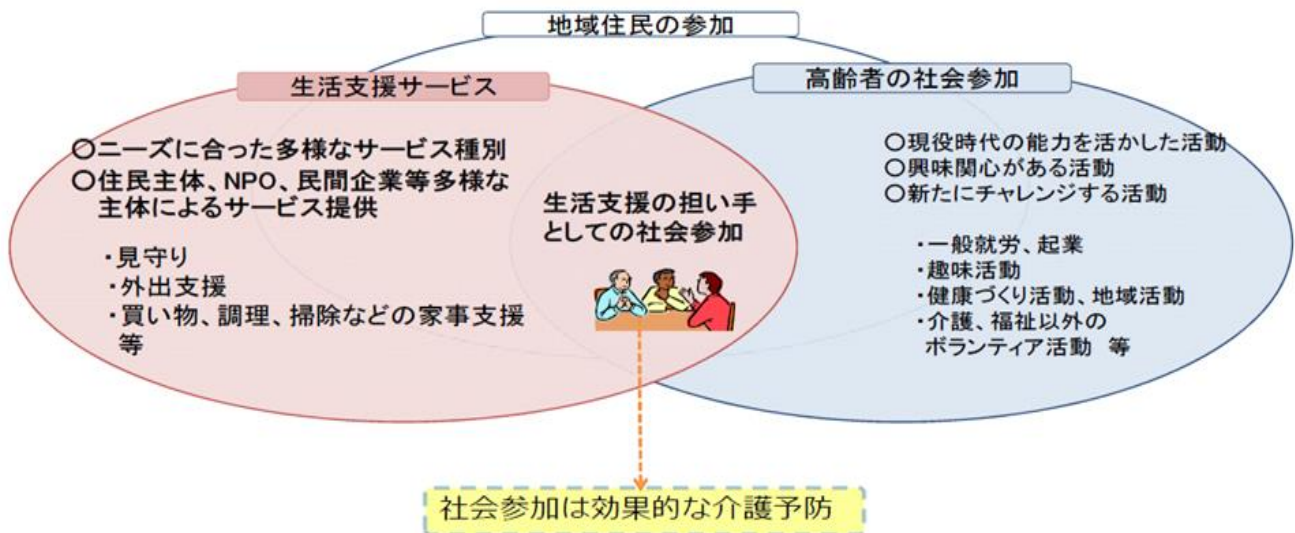 地域住民の参加
生活支援サービス
○ニーズに合った多様なサービス種別
○住民主体、NPO、民間企業等多様な
主体によるサービス提供
・見守り
・外出支援
・買い物、調理、掃除などの家事支援
等
生活支援の担い手
としての社会参加
高齢者の社会参加
○現役時代の能力を活かした活動
○興味関心がある活動
○新たにチャレンジする活動
・一般就労、起業
・趣味活動
・健康づくり活動、地域活動
・介護、福祉以外の
ボランティア活動 等
社会参加は効果的な介護予防